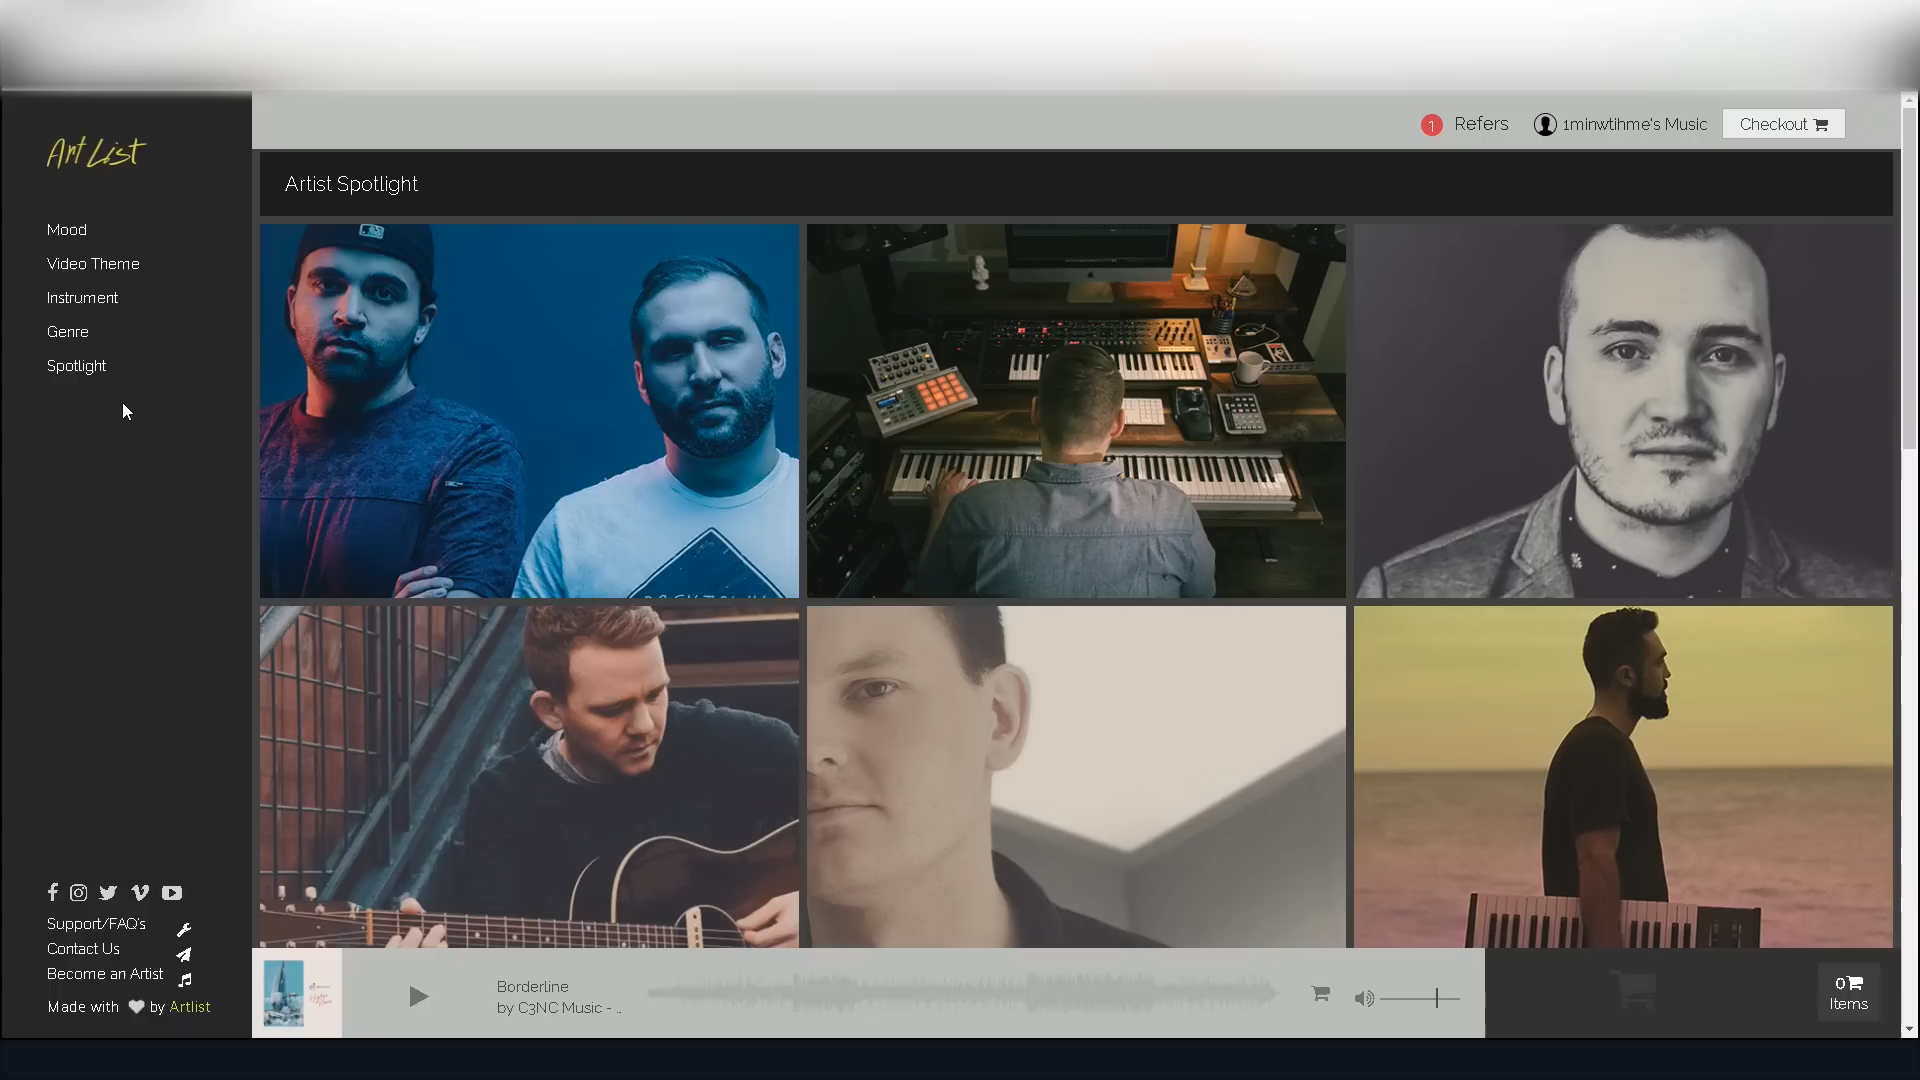 Art List
1 Refers
1minwtihme's Music
Checkout
Artist Spotlight
Mood
Video Theme
Instrument
Genre
Spotlight
Support/FAQ's
Contact Us
Become an Artist
Made with by Artlist
Borderline
by C3NC Music - ..
0
Items